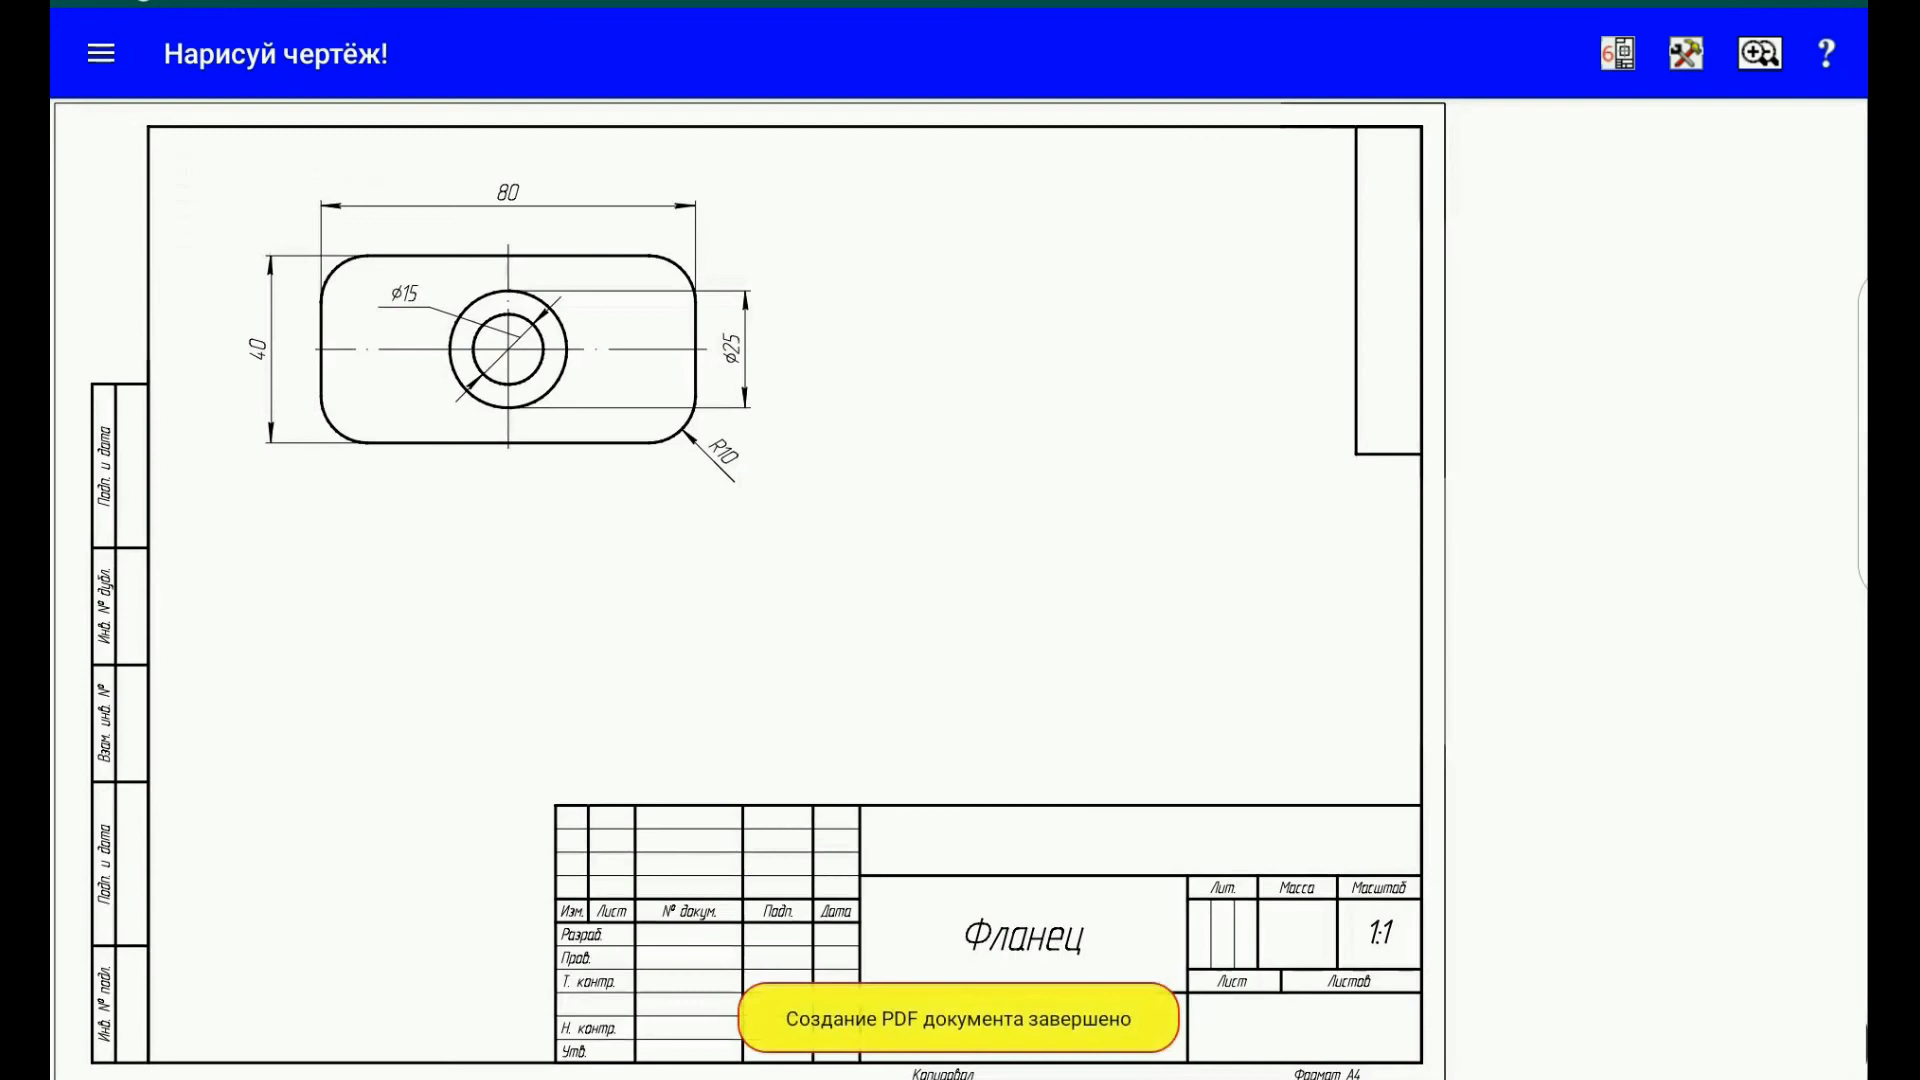 Нарисуй чертёж!
6
?
80
⌀15
40
⌀25
R10
Подп. и дата
Инв. № дубл.
Взам. инв. №
Подп. и дата
Инв. № подл.
Изм. Лист № докум. Подп. Дата
Разраб.
Пров.
Т. контр.
Н. контр.
Утв.
Фланец
Лит. Масса Масштаб
1:1
Лист Листов
Создание PDF документа завершено
Копировал Формат А4